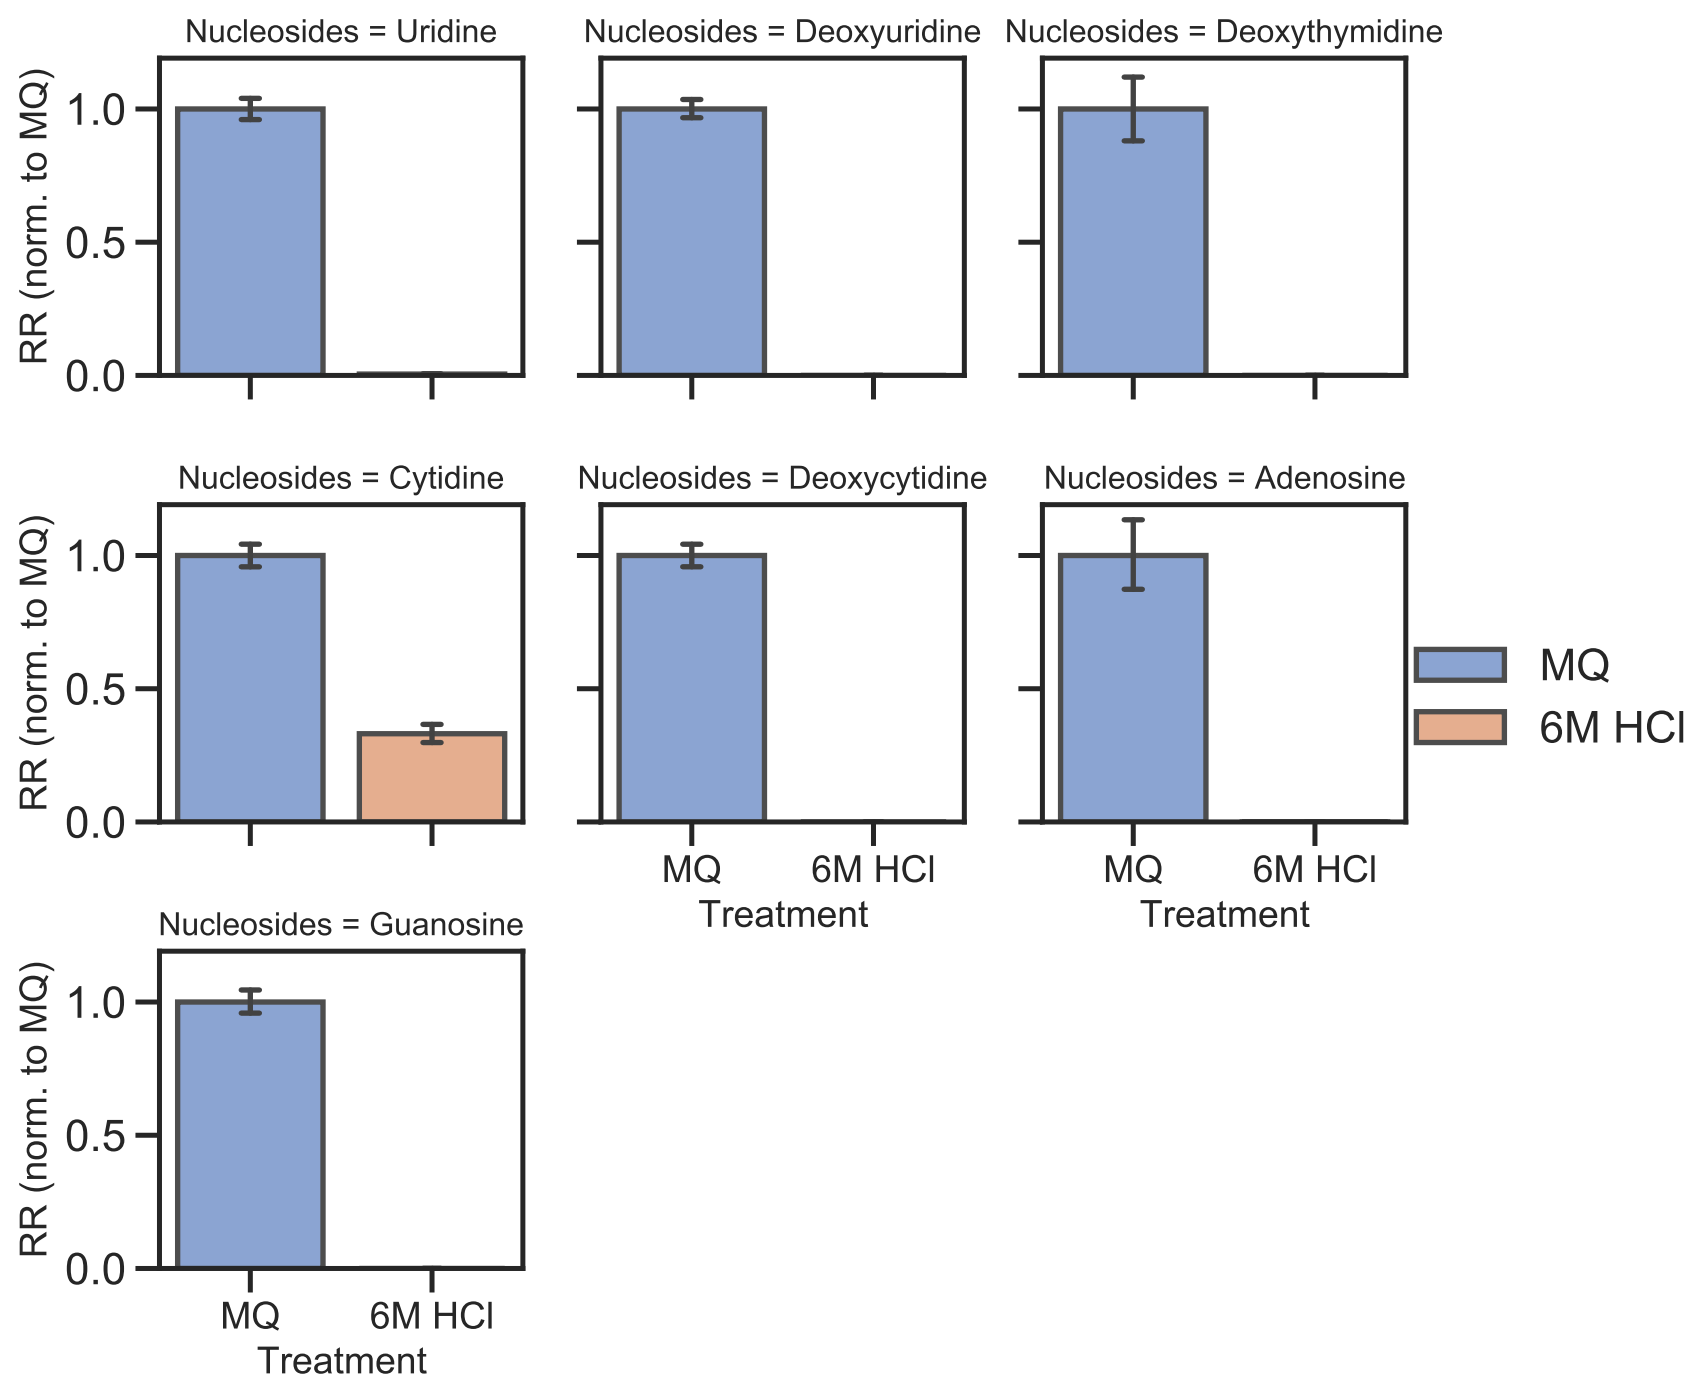 Nucleosides = Uridine
Nucleosides = Deoxyuridine
Nucleosides = Deoxythymidine
RR (norm. to MQ)
1.0
0.5
0.0
Nucleosides = Cytidine
Nucleosides = Deoxycytidine
Nucleosides = Adenosine
RR (norm. to MQ)
1.0
0.5
0.0
MQ
6M HCl
MQ 6M HCl
Treatment
MQ 6M HCl
Treatment
Nucleosides = Guanosine
RR (norm. to MQ)
1.0
0.5
0.0
MQ 6M HCl
Treatment